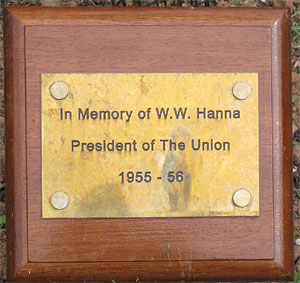 In Memory of W.W. Hanna
President of The Union
1955 - 56